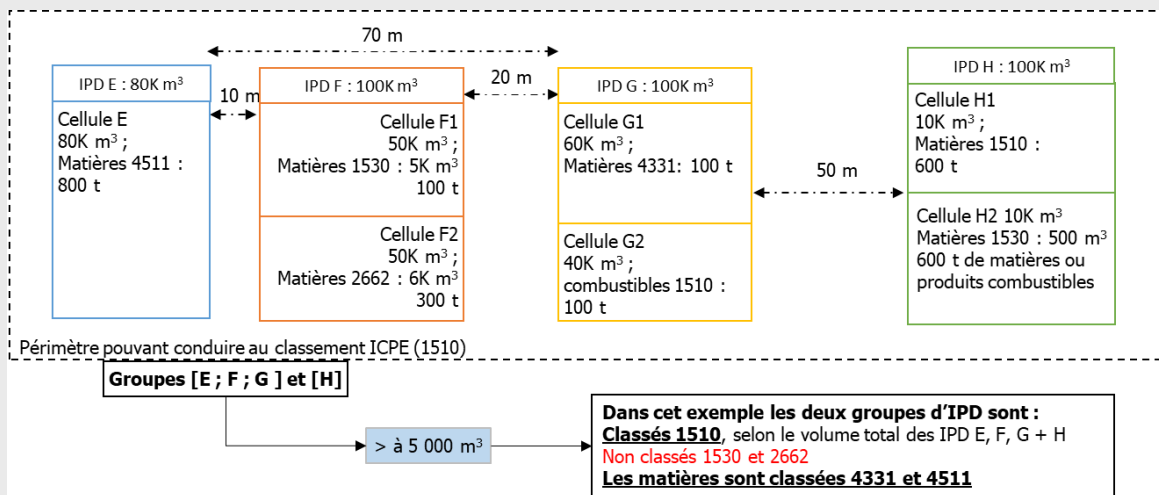 70 m
IPD E : 80K m³
10 m
IPD F : 100K m³
20 m
IPD G : 100K m³
IPD H : 100K m³
Cellule E
80K m³ ;
Matières 4511 :
800 t
Cellule F1
50K m³ ;
Matières 1530 : 5K m³
100 t
Cellule F2
50K m³ ;
Matières 2662 : 6K m³
300 t
Cellule G1
60K m³ ;
Matières 4331: 100 t
Cellule G2
40K m³ ;
combustibles 1510 :
100 t
50 m
Cellule H1
10K m³ ;
Matières 1510 :
600 t
Cellule H2 10K m³
Matières 1530 : 500 m³
600 t de matières ou
produits combustibles
Périmètre pouvant conduire au classement ICPE (1510)
Groupes [E ; F ; G ] et [H]
> à 5 000 m³
Dans cet exemple les deux groupes d’IPD sont :
Classés 1510, selon le volume total des IPD E, F, G + H
Non classés 1530 et 2662
Les matières sont classées 4331 et 4511